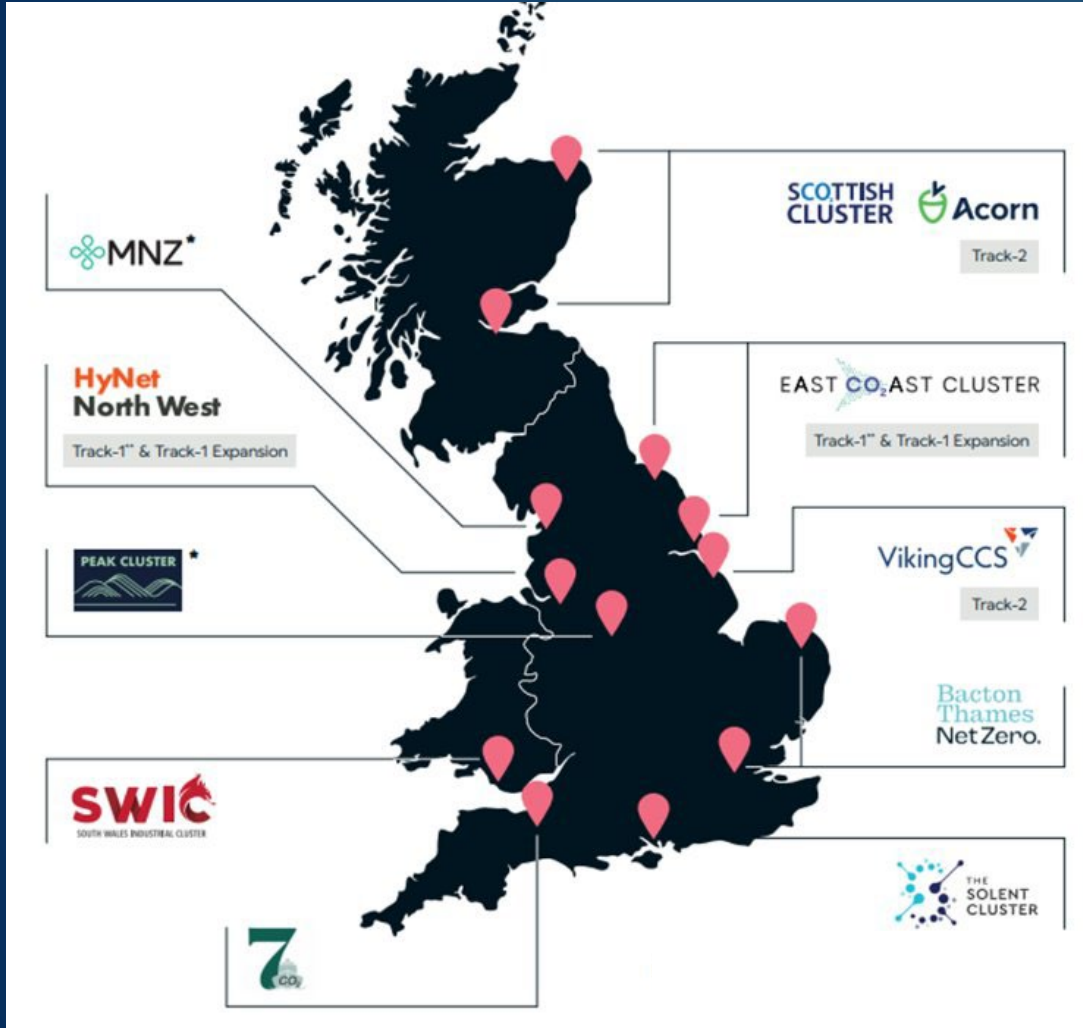 SCOTTISH
CLUSTER
Acorn
Track-2
MNZ*
HyNet
North West
Track-1** & Track-1 Expansion
EAST CO₂AST CLUSTER
Track-1** & Track-1 Expansion
PEAK CLUSTER
*
VikingCCS
Track-2
Bacton
Thames
Net Zero.
SWIC
SOUTH WALES INDUSTRIAL CLUSTER
THE
SOLENT
CLUSTER
7
CO₂